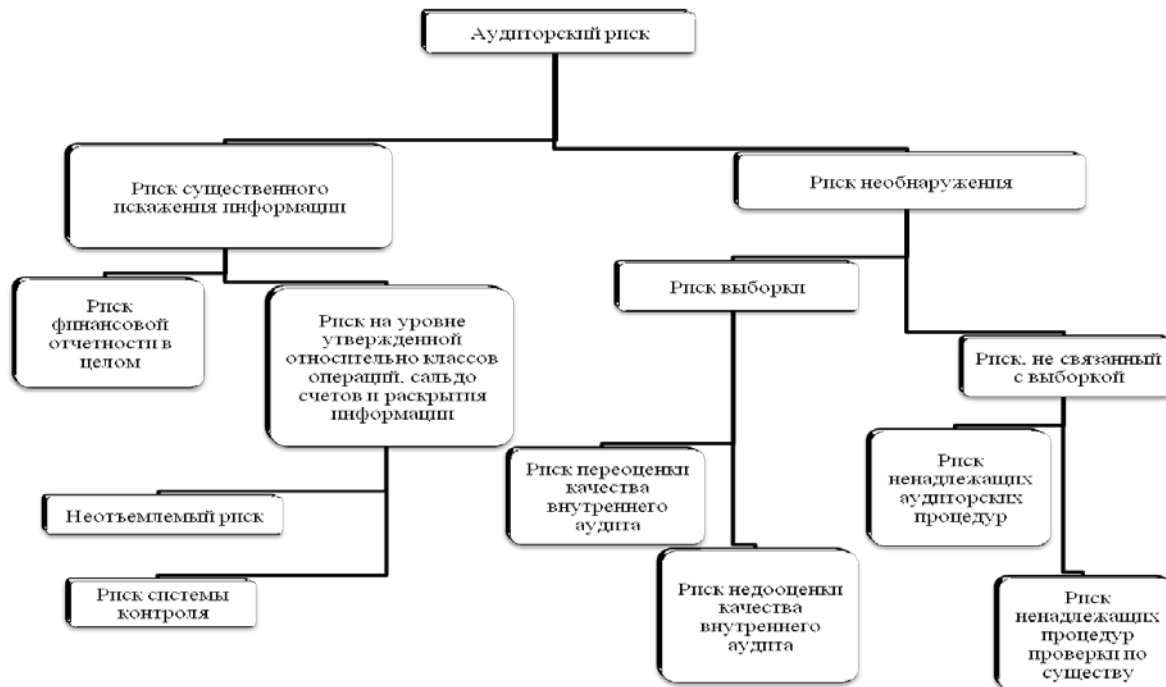 Аудиторский риск
Риск существенного
искажения информации
Риск необнаружения
Риск
финансовой
отчетности в
целом
Риск на уровне
утвержденной
относительно классов
операций, сальдо
счетов и раскрытия
информации
Неотъемлемый риск
Риск системы
контроля
Риск выборки
Риск, не связанный
с выборкой
Риск переоценки
качества
внутреннего
аудита
Риск недооценки
качества
внутреннего
аудита
Риск
ненадлежащих
аудиторских
процедур
Риск
ненадлежащих
процедур
проверки по
существу